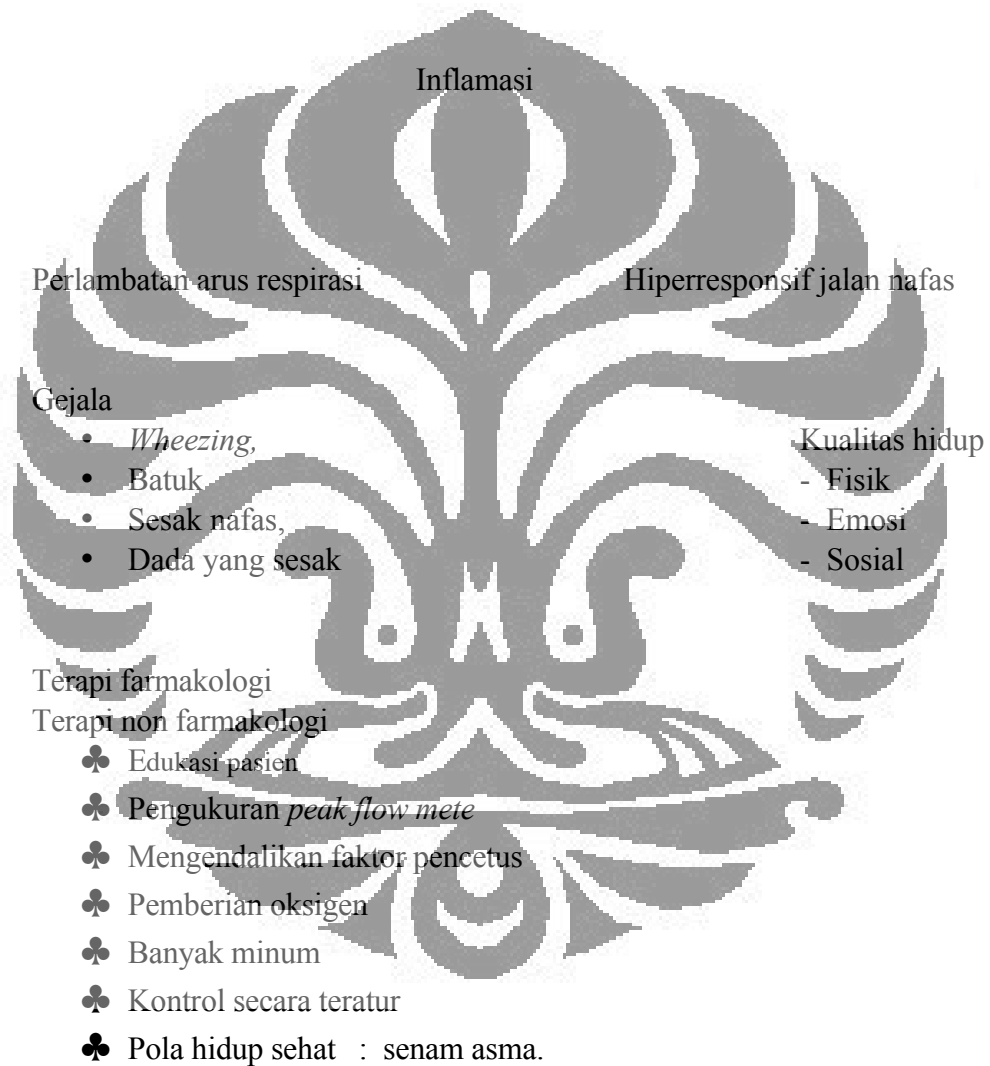 Inflamasi
Perlambatan arus respirasi Hiperresponsif jalan nafas
Gejala
• Wheezing, Kualitas hidup
• Batuk - Fisik
• Sesak nafas, - Emosi
• Dada yang sesak - Sosial
Terapi farmakologi
Terapi non farmakologi
♣ Edukasi pasien
♣ Pengukuran peak flow mete
♣ Mengendalikan faktor pencetus
♣ Pemberian oksigen
♣ Banyak minum
♣ Kontrol secara teratur
♣ Pola hidup sehat : senam asma.